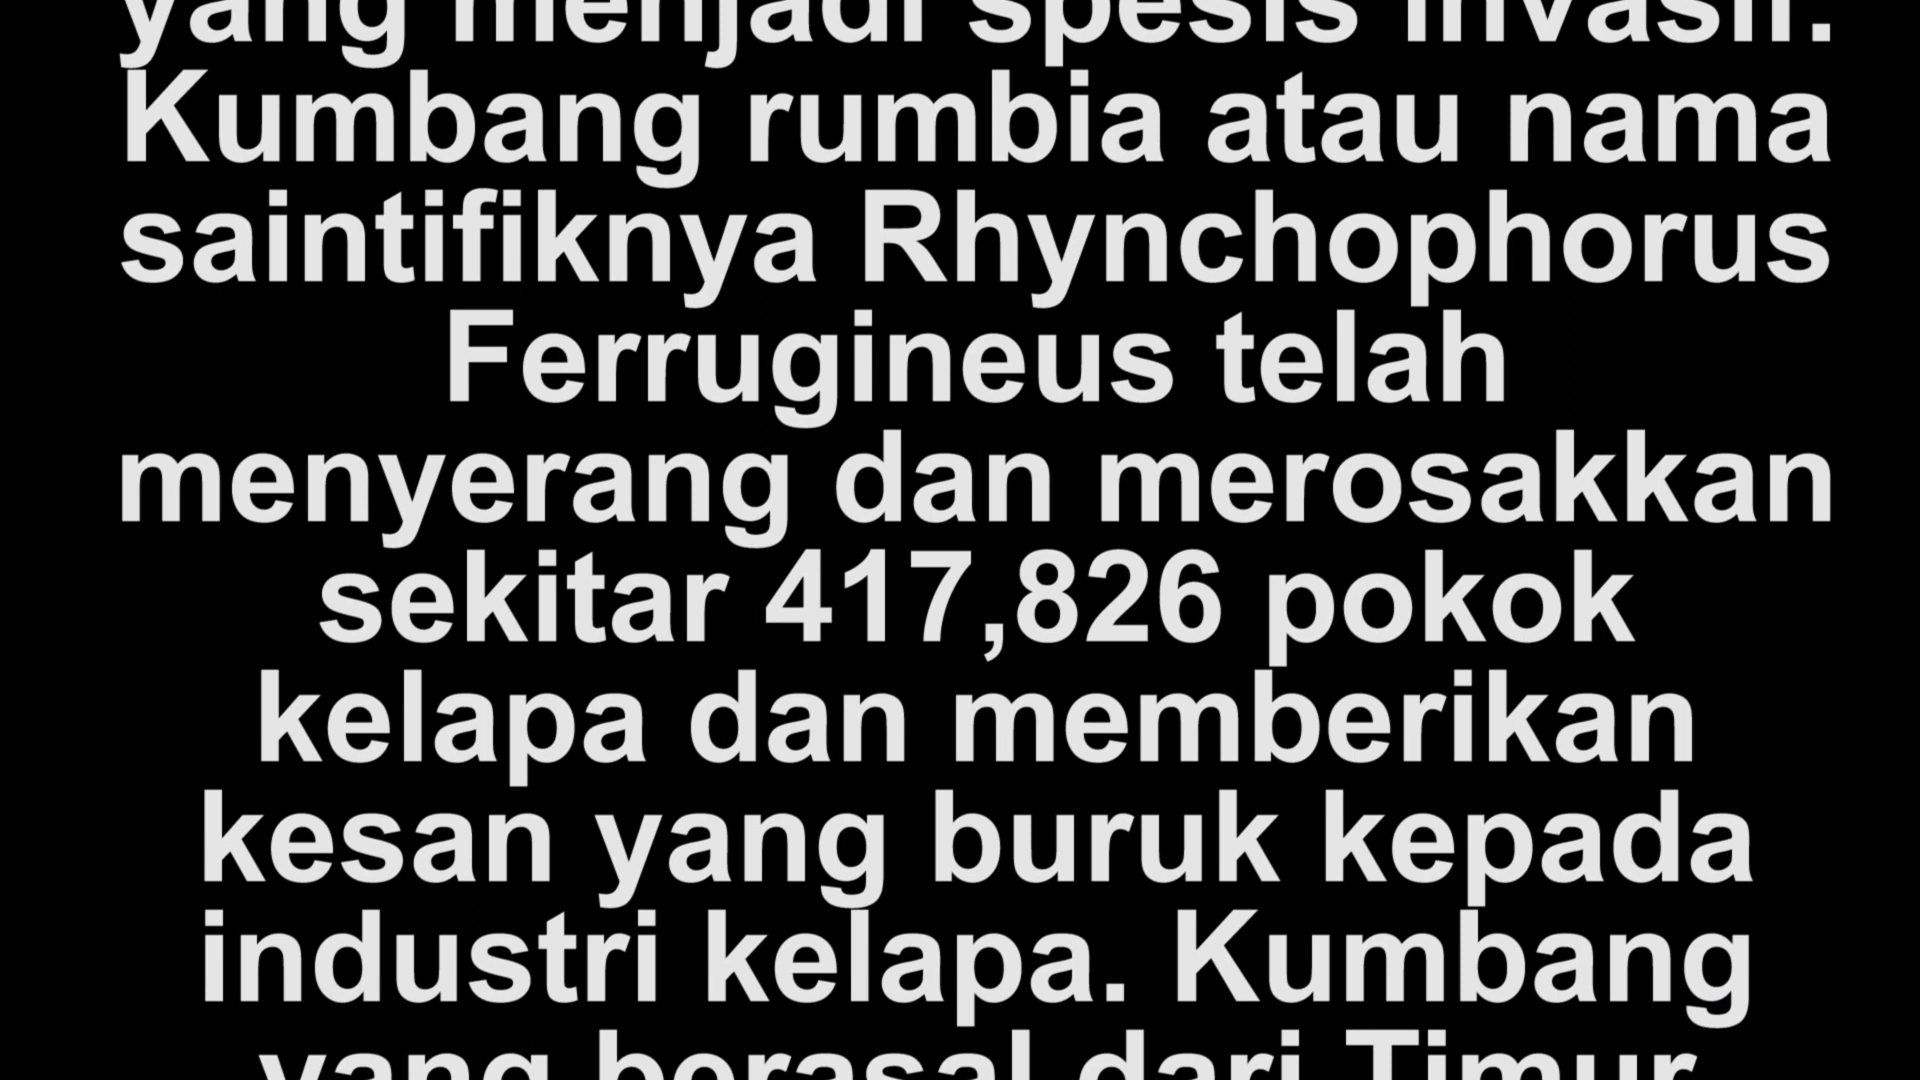 yang menjadi spesis invasif.
Kumbang rumbia atau nama
saintifiknya Rhynchophorus
Ferrugineus telah
menyerang dan merosakkan
sekitar 417,826 pokok
kelapa dan memberikan
kesan yang buruk kepada
industri kelapa. Kumbang
yang berasal dari Timur